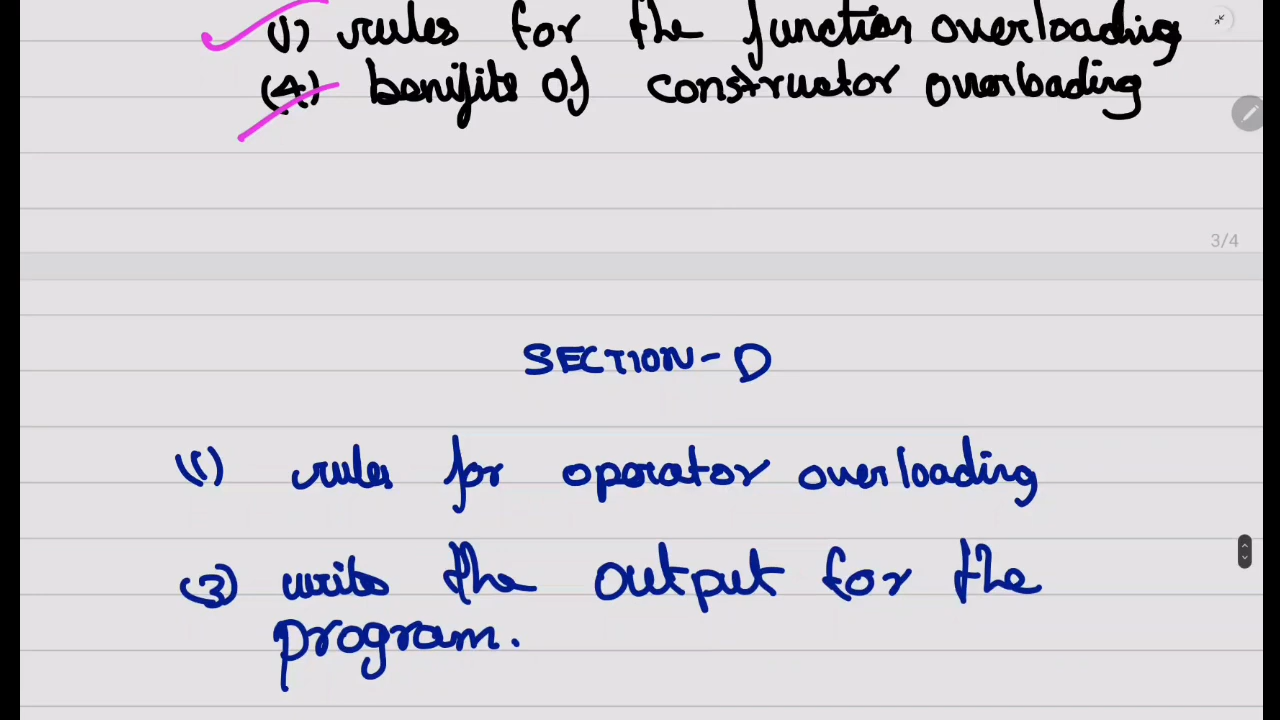 (1) rules for the function overloading
(4) benifits of constructor overloading
3/4
SECTION-D
(1) rules for operator overloading
(3) write the output for the
program.